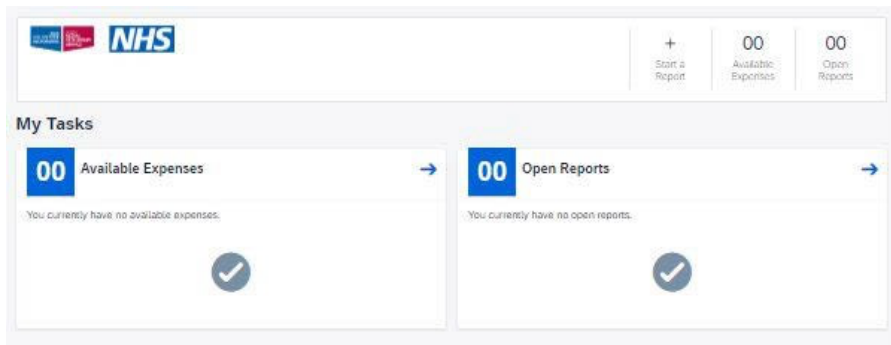 NHS
+
Start a
Report
00
Available
Expenses
00
Open
Reports
My Tasks
00 Available Expenses →
You currently have no available expenses.
00 Open Reports →
You currently have no open reports.